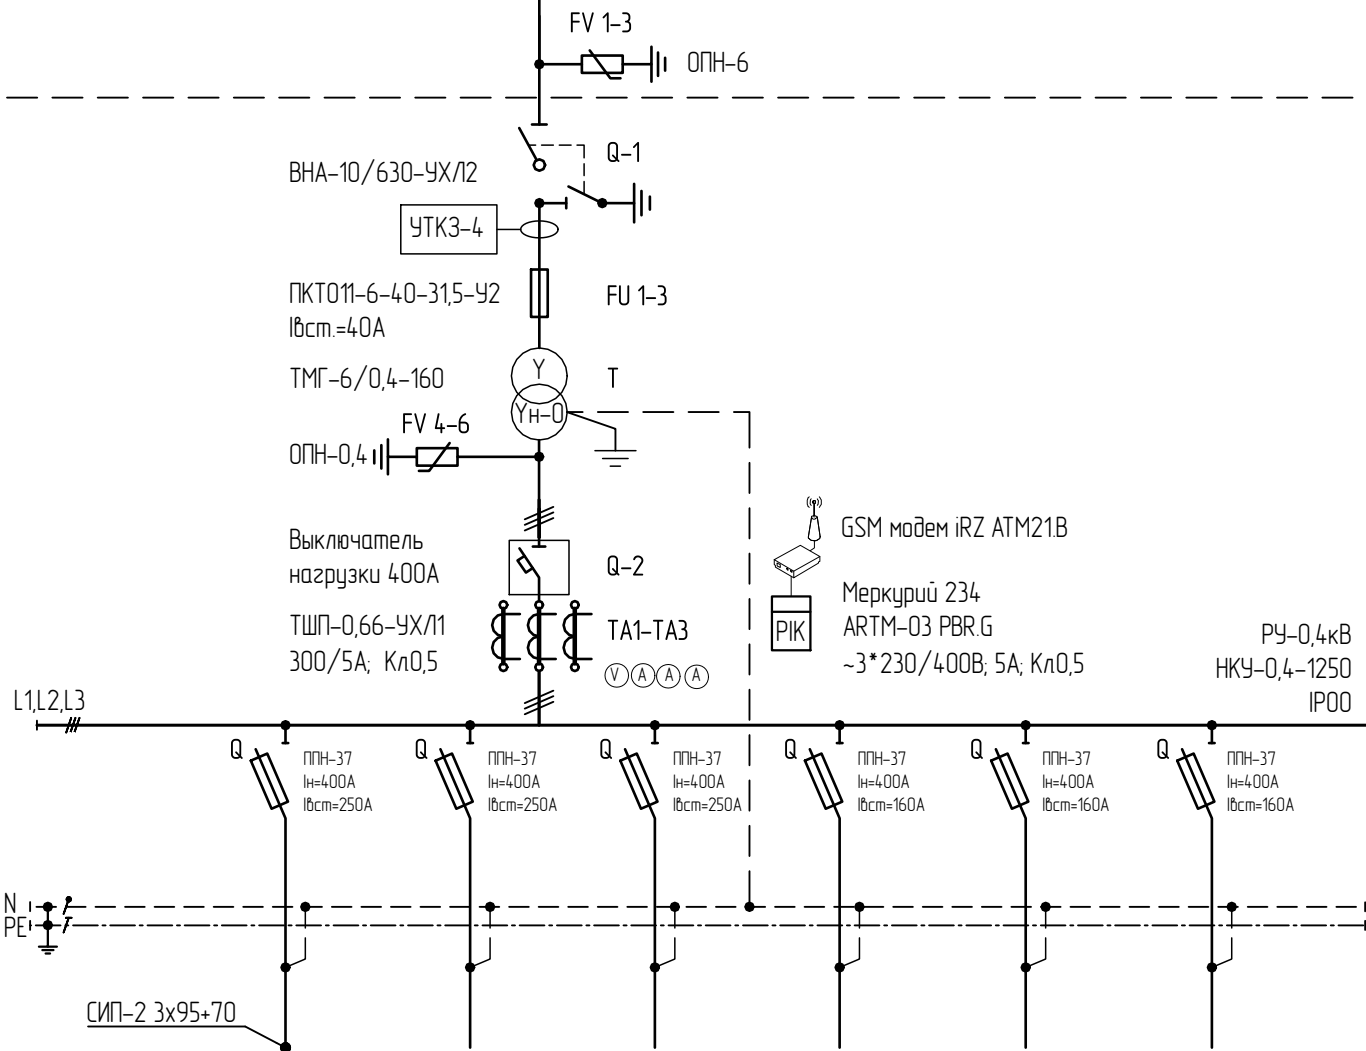 FV 1-3
ОПН-6
Q-1
ВНА-10/630-УХЛ2
УТКЗ-4
ПКТ011-6-40-31,5-У2
FU 1-3
Iвст.=40А
Y
ТМГ-6/0,4-160
Т
Yн-0
FV 4-6
ОПН-0,4
GSM модем iRZ ATM21.B
Выключатель
нагрузки 400А
Q-2
Меркурий 234
ARTM-03 PBR.G
~3*230/400В; 5А; Кл0,5
PIK
ТШП-0,66-УХЛ1
300/5А; Кл0,5
ТА1-ТА3
V A A A
РУ-0,4кВ
НКУ-0,4-1250
IP00
L1,L2,L3
Q
ППН-37
Iн=400А
Iвст=250А
Q
ППН-37
Iн=400А
Iвст=250А
Q
ППН-37
Iн=400А
Iвст=250А
Q
ППН-37
Iн=400А
Iвст=160А
Q
ППН-37
Iн=400А
Iвст=160А
Q
ППН-37
Iн=400А
Iвст=160А
N
PE
СИП-2 3х95+70